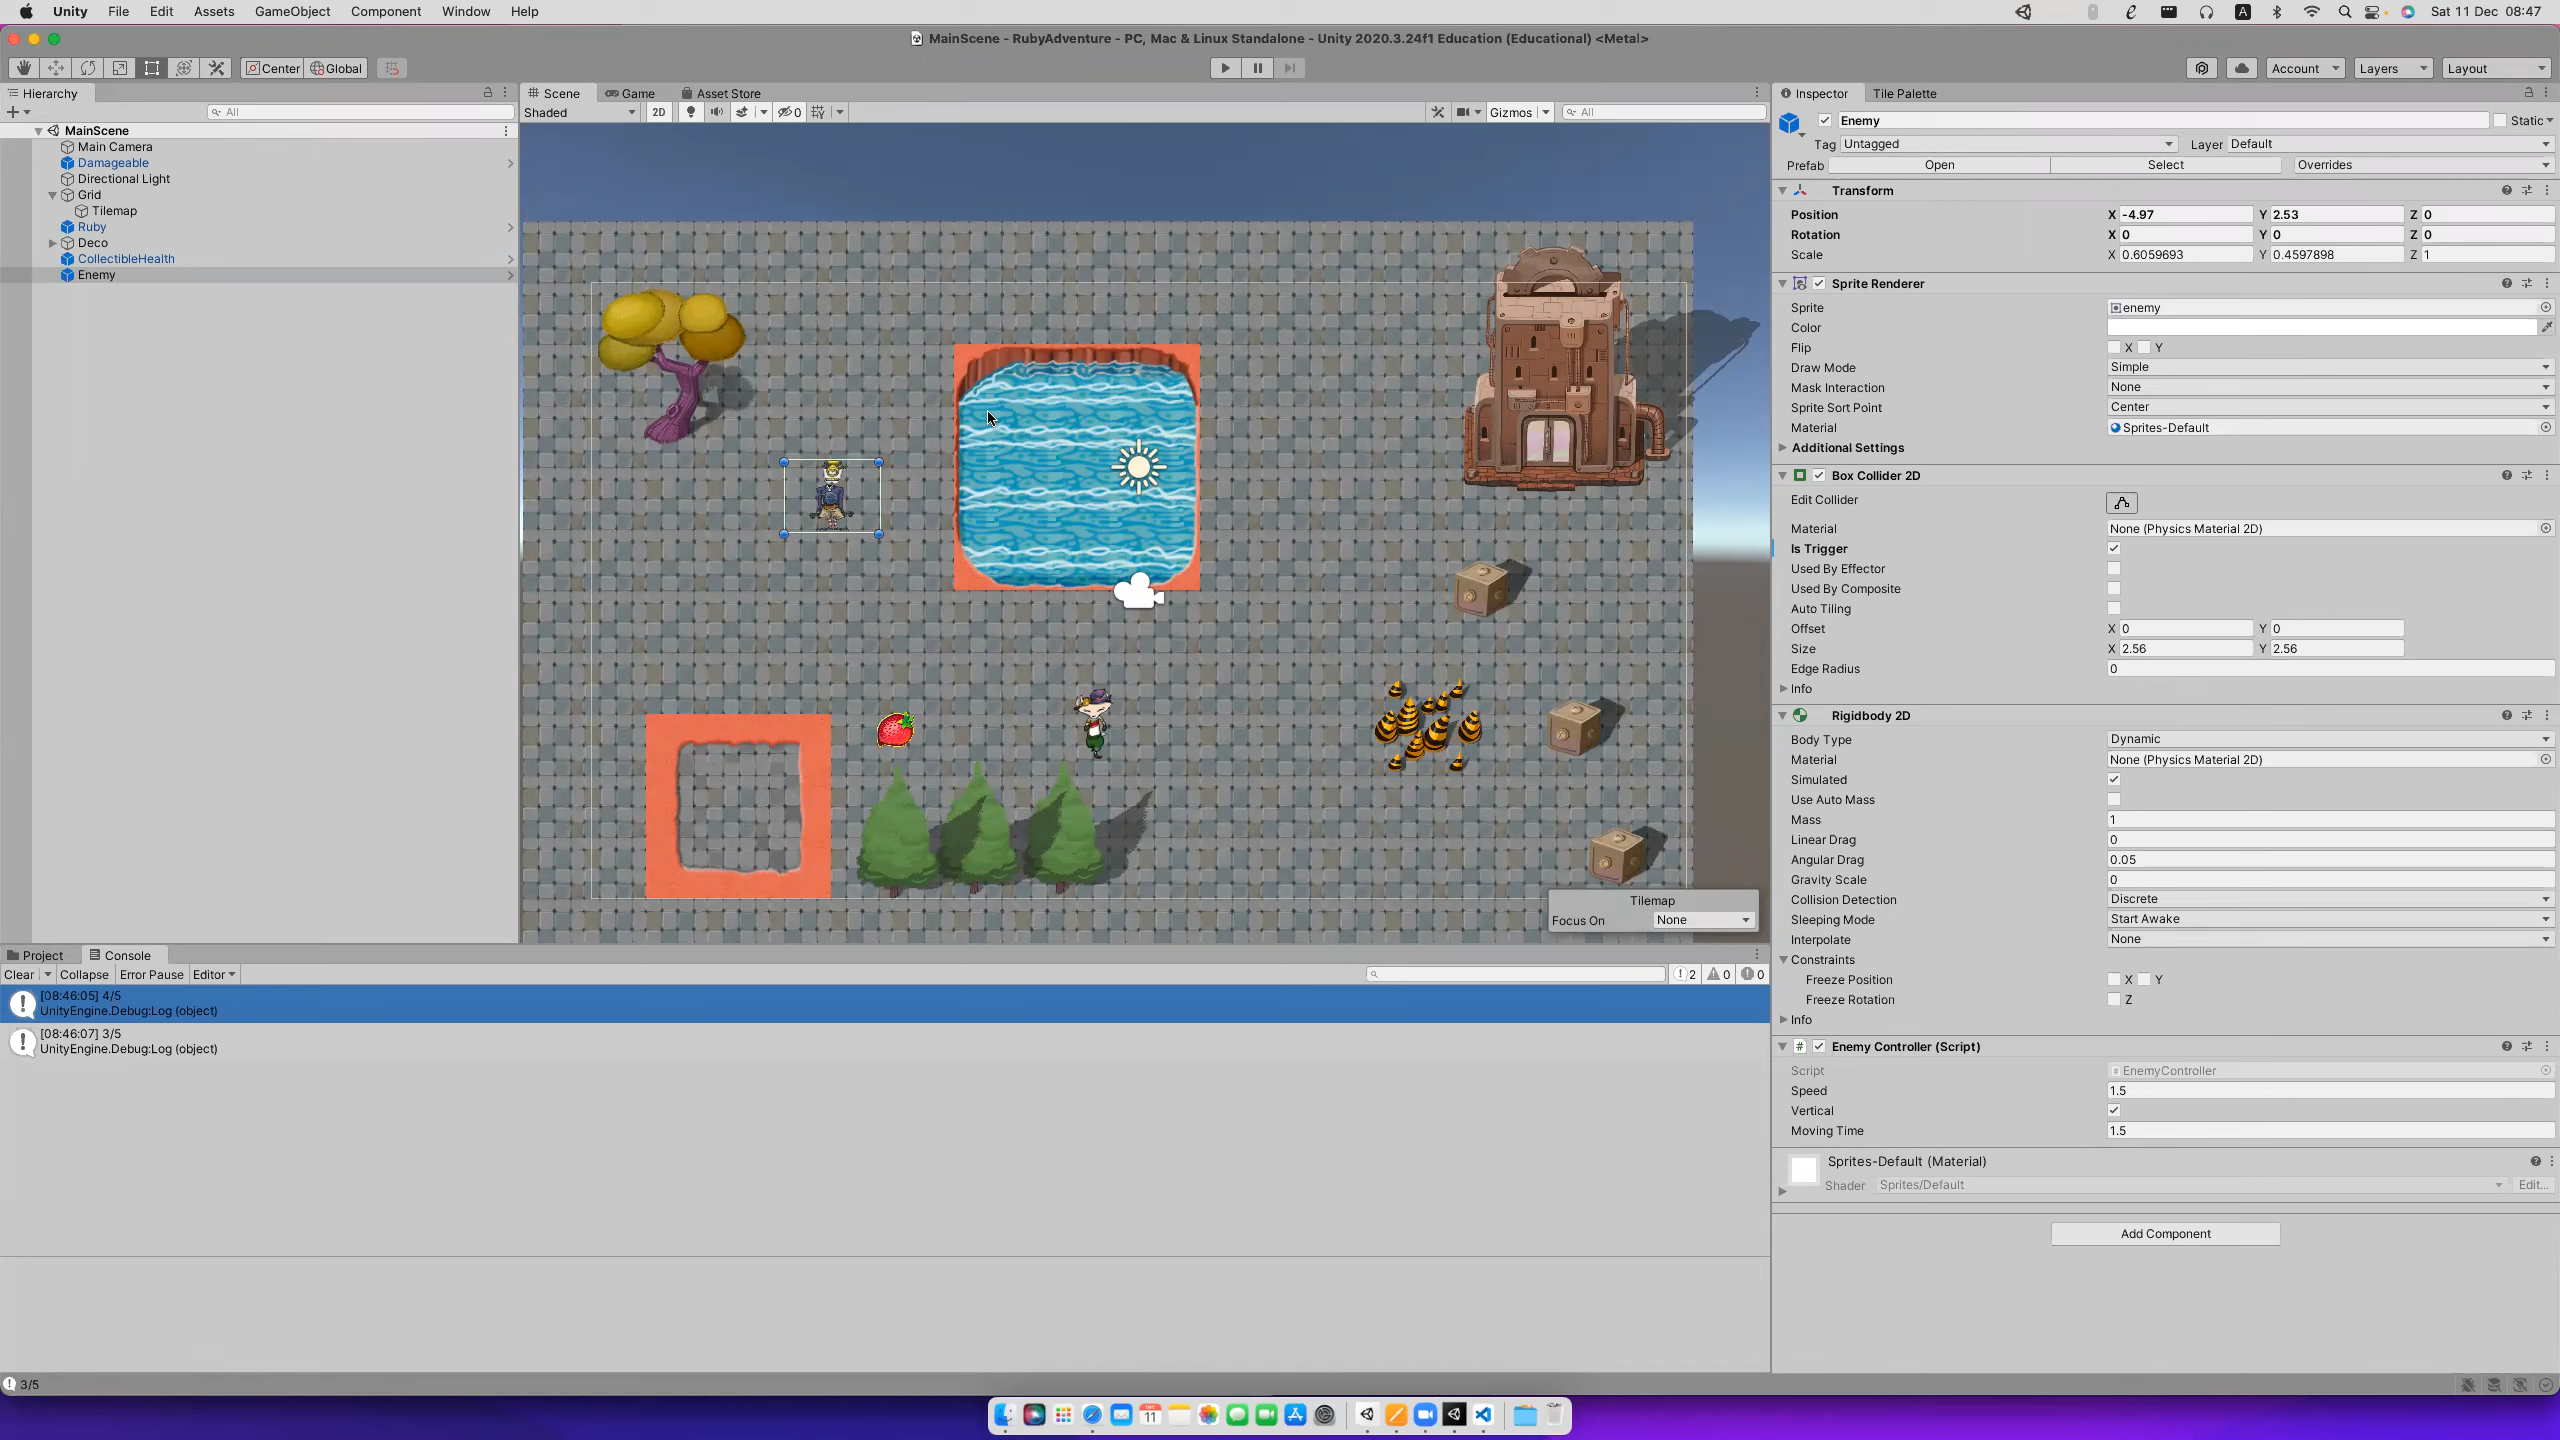 Unity File Edit Assets GameObject Component Window Help
A Sat 11 Dec 08:47
MainScene - RubyAdventure - PC, Mac & Linux Standalone - Unity 2020.3.24f1 Education (Educational) <Metal>
Center Global
Account Layers Layout
Hierarchy
All
MainScene
Main Camera
Damageable
Directional Light
Grid
Tilemap
Ruby
Deco
CollectibleHealth
Enemy
Scene Game Asset Store
Shaded 2D 0 Gizmos All
Tilemap
Focus On None
Project Console
Clear Collapse Error Pause Editor 2 0 0
[08:46:05] 4/5
UnityEngine.Debug:Log (object)
[08:46:07] 3/5
UnityEngine.Debug:Log (object)
3/5
Inspector Tile Palette
Enemy Static
Tag Untagged Layer Default
Prefab Open Select Overrides
Transform
Position X -4.97 Y 2.53 Z 0
Rotation X 0 Y 0 Z 0
Scale X 0.6059693 Y 0.4597898 Z 1
Sprite Renderer
Sprite enemy
Color
Flip X Y
Draw Mode Simple
Mask Interaction None
Sprite Sort Point Center
Material Sprites-Default
Additional Settings
Box Collider 2D
Edit Collider
Material None (Physics Material 2D)
Is Trigger
Used By Effector
Used By Composite
Auto Tiling
Offset X 0 Y 0
Size X 2.56 Y 2.56
Edge Radius 0
Info
Rigidbody 2D
Body Type Dynamic
Material None (Physics Material 2D)
Simulated
Use Auto Mass
Mass 1
Linear Drag 0
Angular Drag 0.05
Gravity Scale 0
Collision Detection Discrete
Sleeping Mode Start Awake
Interpolate None
Constraints
Freeze Position X Y
Freeze Rotation Z
Info
# Enemy Controller (Script)
Script # EnemyController
Speed 1.5
Vertical
Moving Time 1.5
Sprites-Default (Material)
Shader Sprites/Default Edit...
Add Component
DEC
11